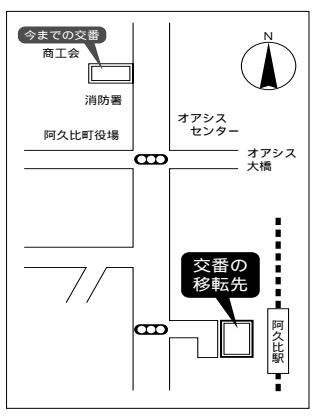 今までの交番
商工会
N
消防署
オアシス
センター
阿久比町役場
オアシス
大橋
交番の
移転先
阿久比駅